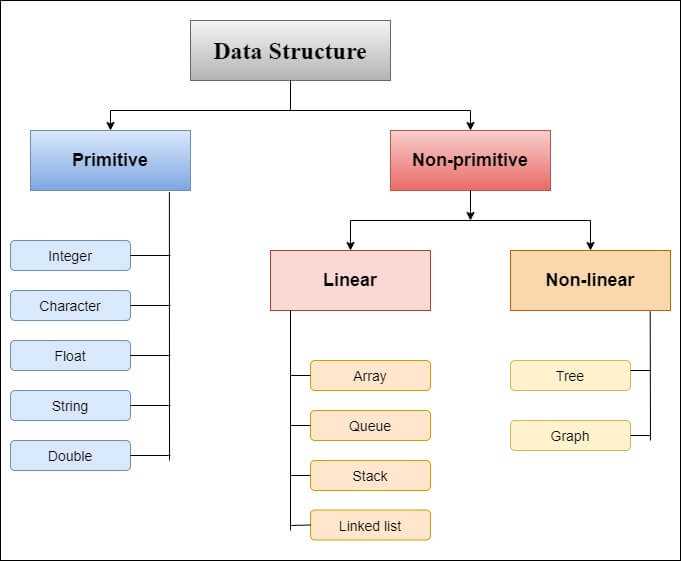 Data Structure
Primitive
Non-primitive
Integer
Character
Float
String
Double
Linear
Non-linear
Array
Queue
Stack
Linked list
Tree
Graph